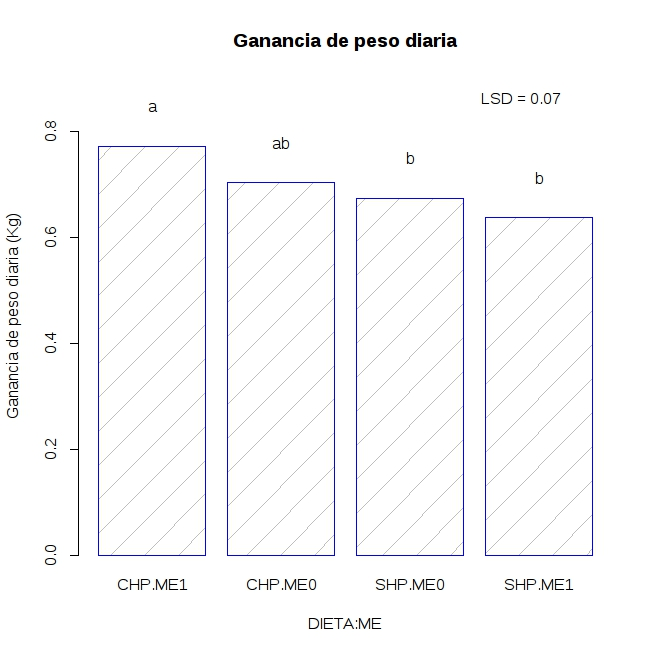 Ganancia de peso diaria
LSD = 0.07
a
ab
b
b
Ganancia de peso diaria (Kg)
0.8
0.6
0.4
0.2
0.0
CHP.ME1 CHP.ME0 SHP.ME0 SHP.ME1
DIETA:ME